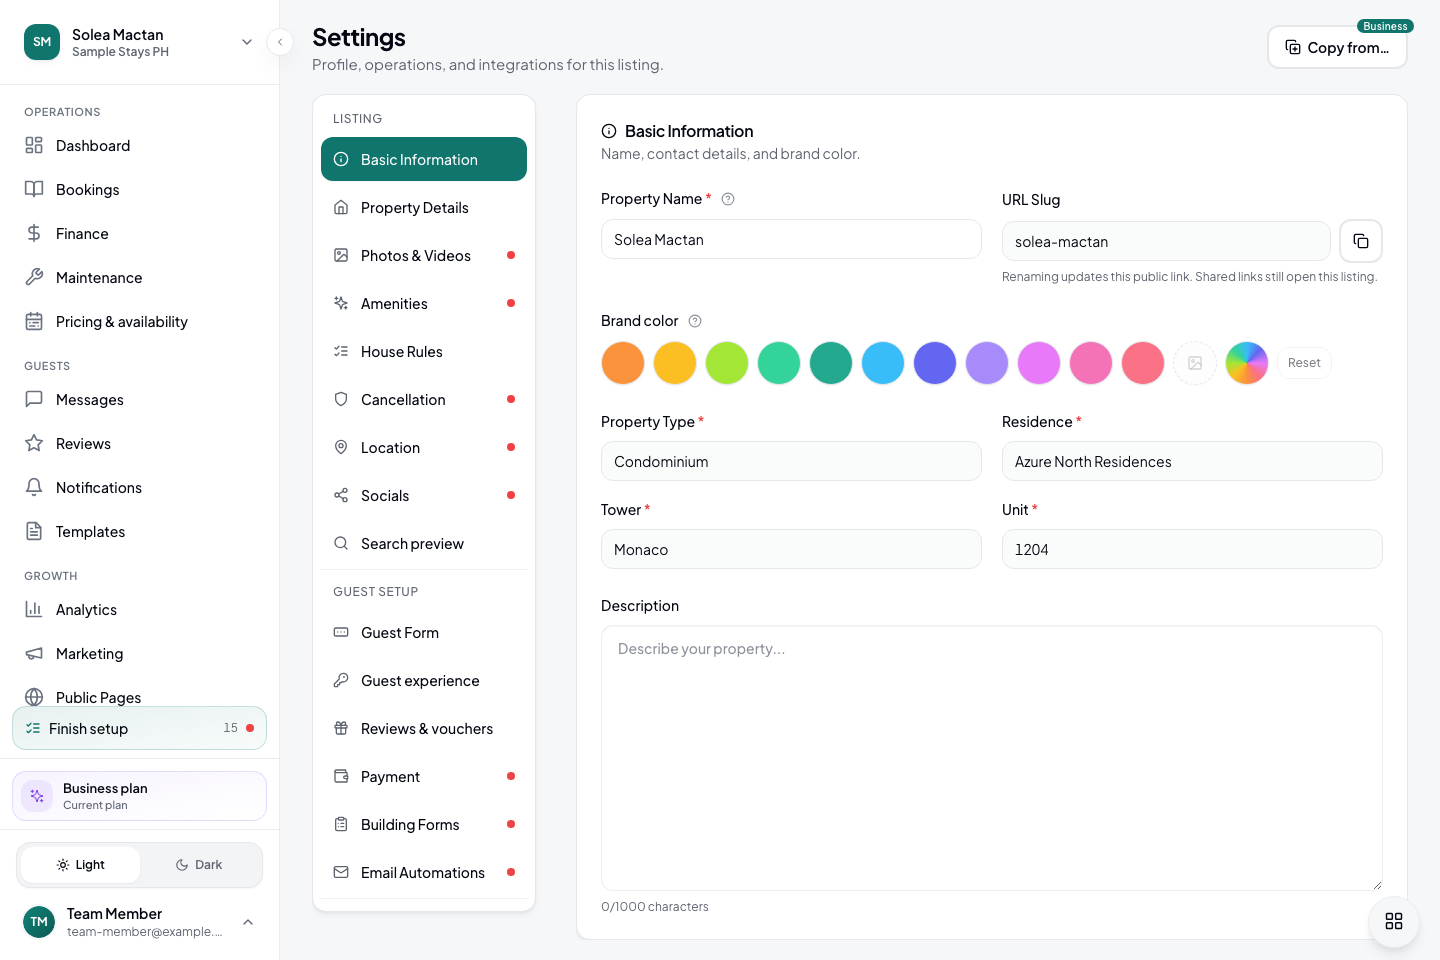 SM
Solea Mactan
Sample Stays PH
OPERATIONS
Dashboard
Bookings
Finance
Maintenance
Pricing & availability
GUESTS
Messages
Reviews
Notifications
Templates
GROWTH
Analytics
Marketing
Public Pages
Finish setup 15
Business plan
Current plan
Light Dark
TM
Team Member
team-member@example....
Settings
Profile, operations, and integrations for this listing.
Business
Copy from...
LISTING
Basic Information
Property Details
Photos & Videos
Amenities
House Rules
Cancellation
Location
Socials
Search preview
GUEST SETUP
Guest Form
Guest experience
Reviews & vouchers
Payment
Building Forms
Email Automations
Basic Information
Name, contact details, and brand color.
Property Name *
Solea Mactan
URL Slug
solea-mactan
Renaming updates this public link. Shared links still open this listing.
Brand color
Reset
Property Type *
Condominium
Residence *
Azure North Residences
Tower *
Monaco
Unit *
1204
Description
Describe your property...
0/1000 characters